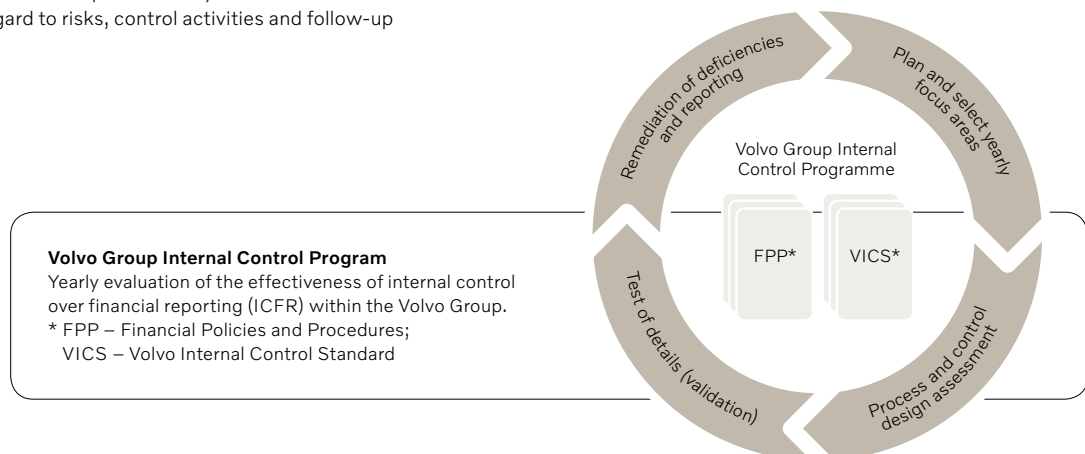 gard to risks, control activities and follow-up
Remediation of deficiencies
and reporting
Plan and select yearly
focus areas
Volvo Group Internal
Control Programme
FPP*
VICS*
Volvo Group Internal Control Program
Yearly evaluation of the effectiveness of internal control
over financial reporting (ICFR) within the Volvo Group.
* FPP – Financial Policies and Procedures;
VICS – Volvo Internal Control Standard
Test of details (validation)
Process and control
design assessment